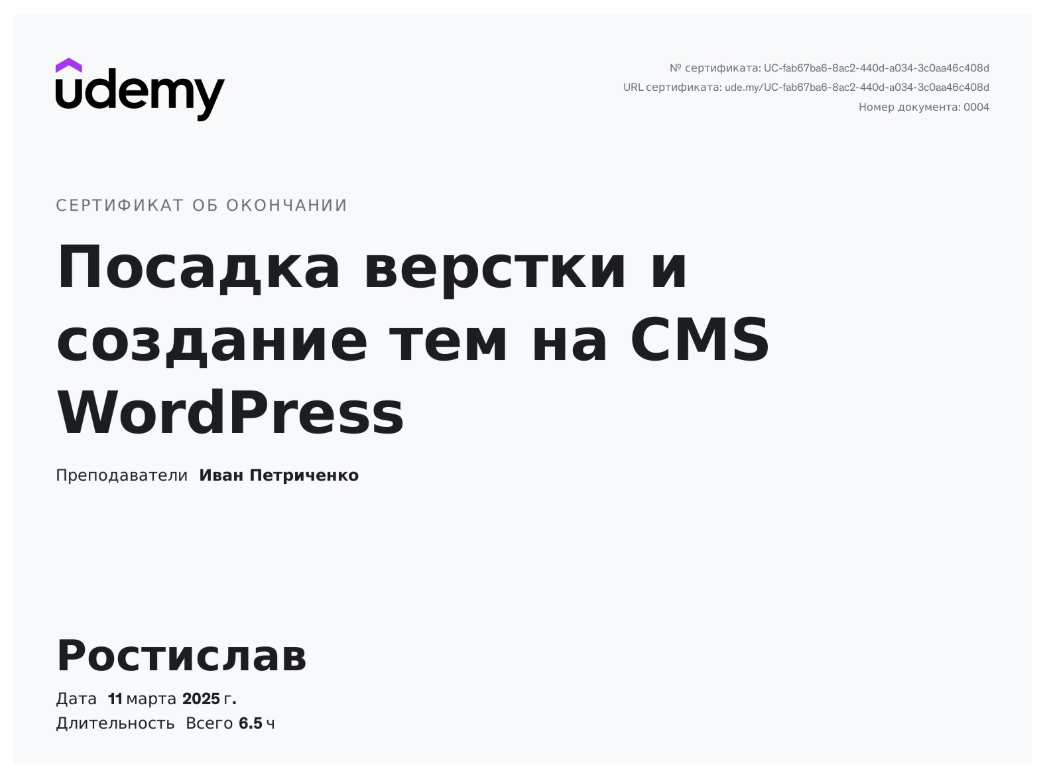 udemy
№ сертификата: UC-fab67ba6-8ac2-440d-a034-3c0aa46c408d
URL сертификата: ude.my/UC-fab67ba6-8ac2-440d-a034-3c0aa46c408d
Номер документа: 0004
СЕРТИФИКАТ ОБ ОКОНЧАНИИ
Посадка верстки и
создание тем на CMS
WordPress
Преподаватели Иван Петриченко
Ростислав
Дата 11 марта 2025 г.
Длительность Всего 6.5 ч